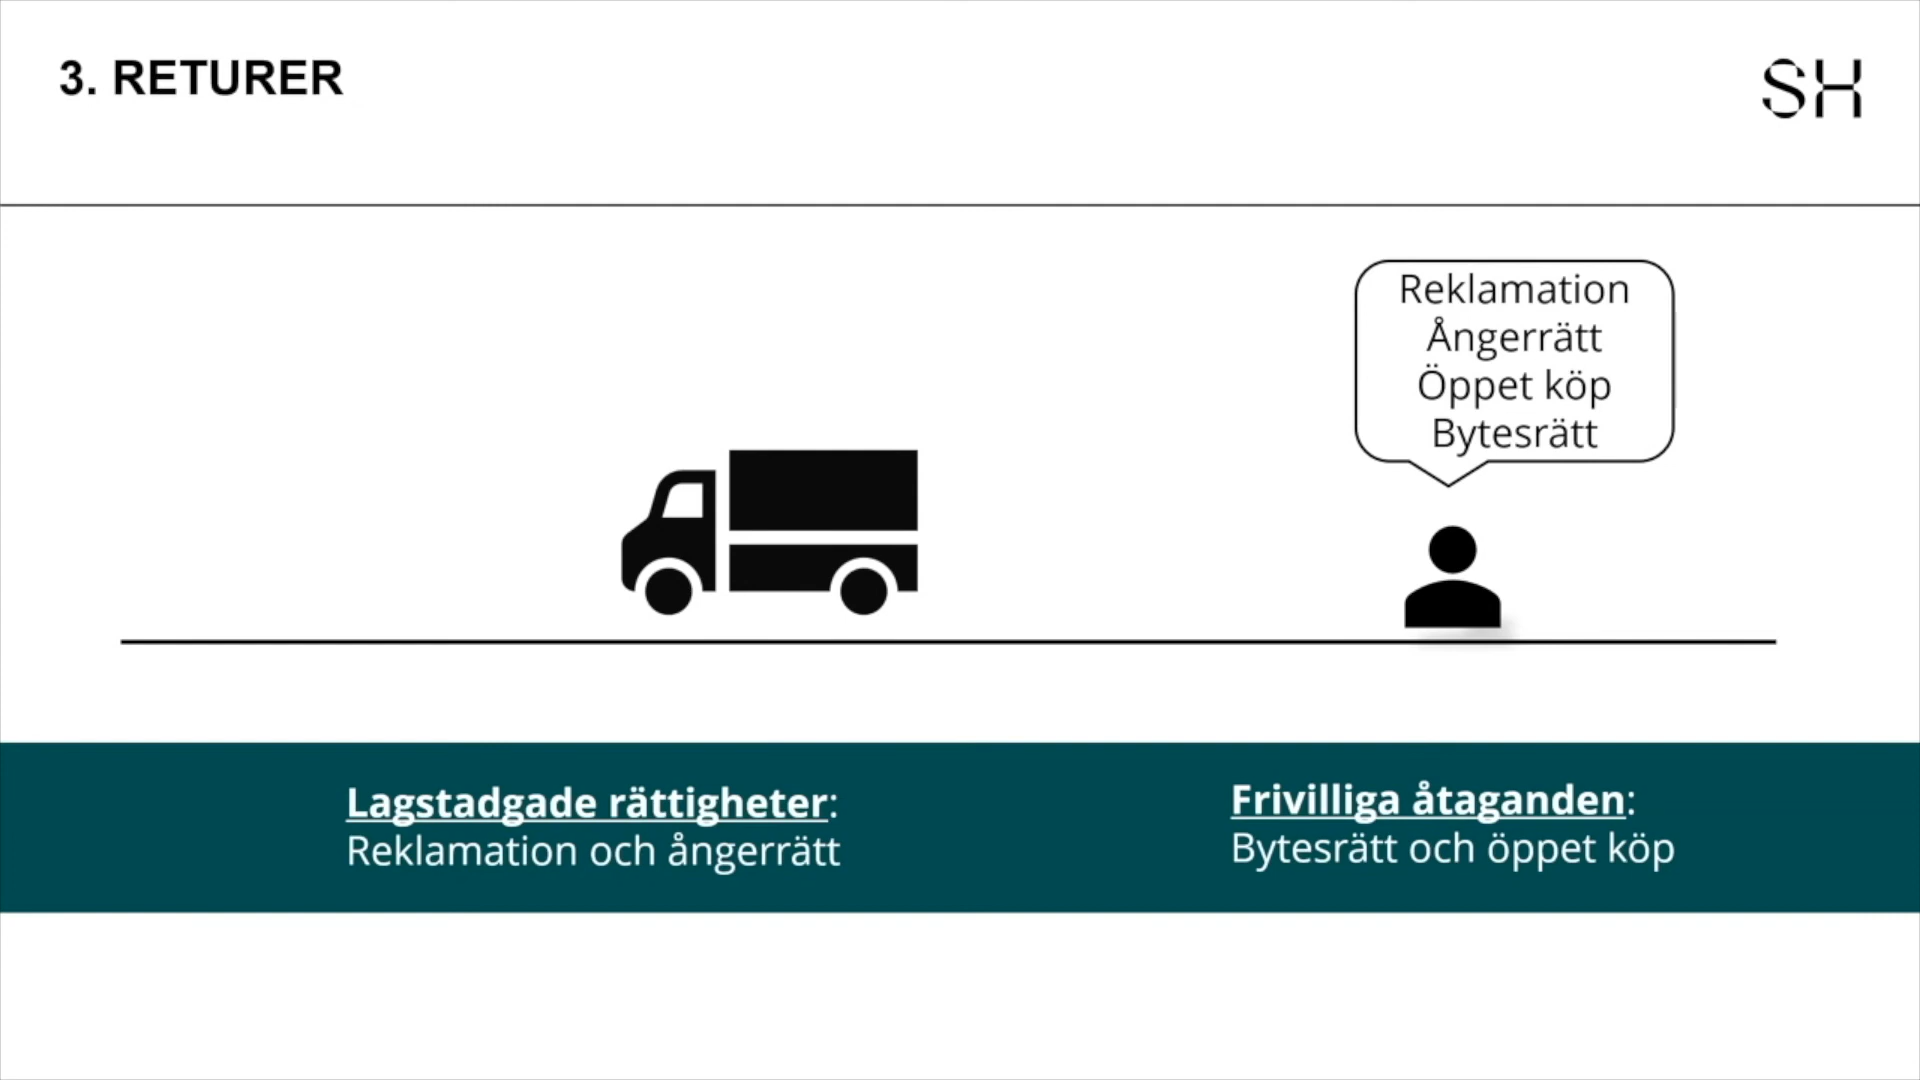 3. RETURER
SH
Reklamation
Ångerrätt
Öppet köp
Bytesrätt
Lagstadgade rättigheter:
Reklamation och ångerrätt
Frivilliga åtaganden:
Bytesrätt och öppet köp